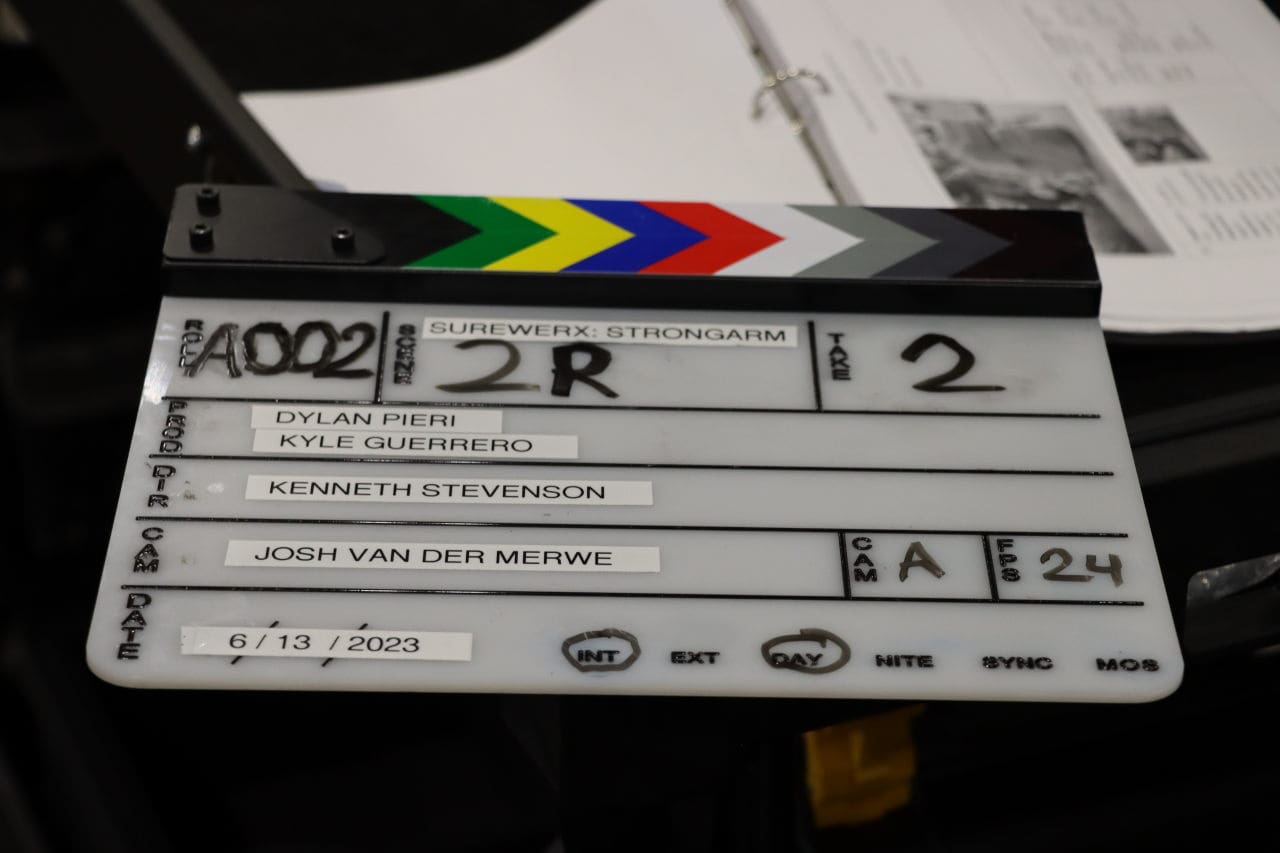 SUREWERX: STRONGARM
ROLL A002 SCENE 2R TAKE 2
PROD DYLAN PIERI
KYLE GUERRERO
DIR KENNETH STEVENSON
CAM JOSH VAN DER MERWE CAM A FPS 24
DATE 6 / 13 / 2023 INT EXT DAY NITE SYNC MOS